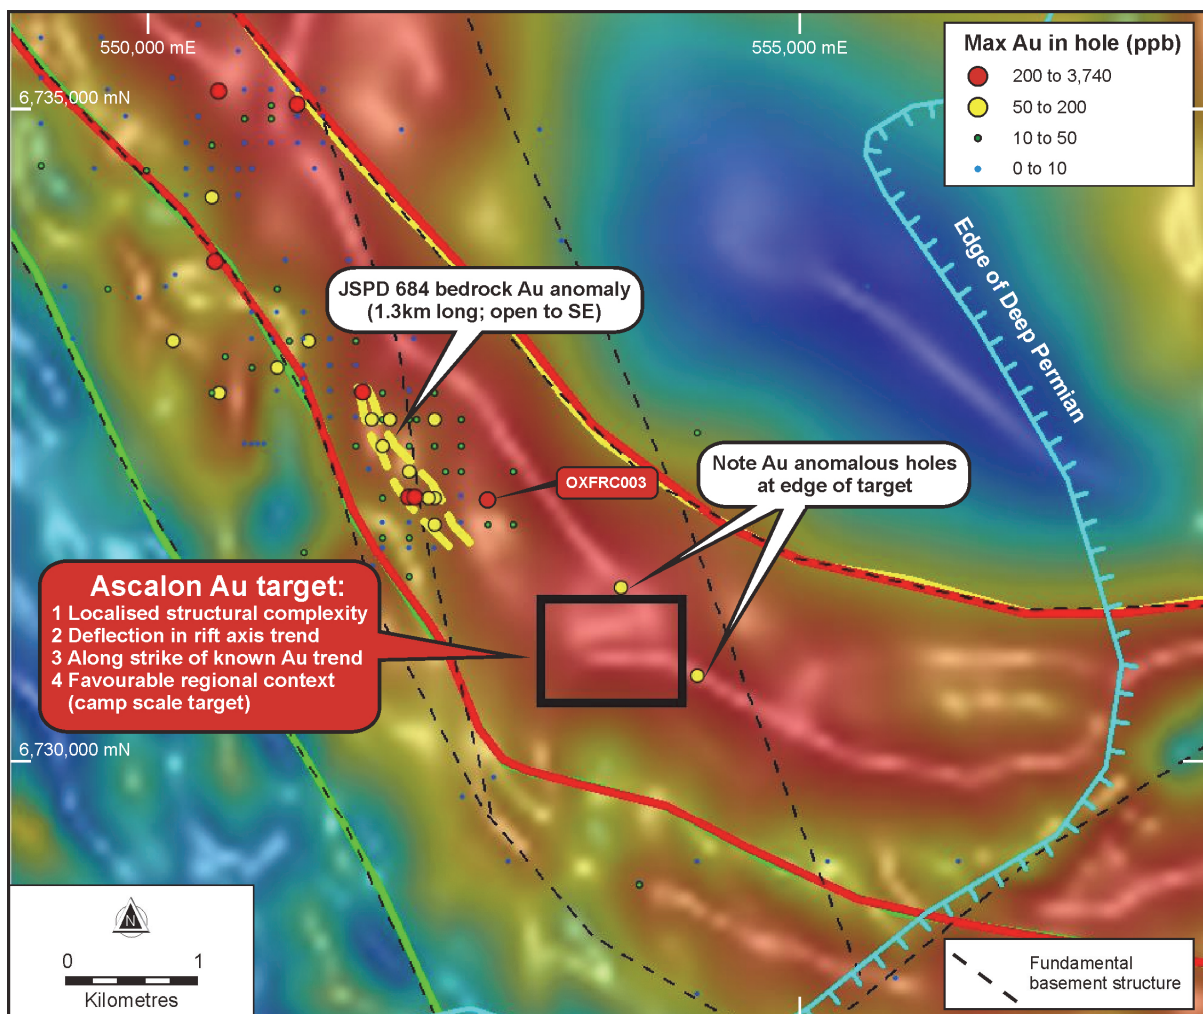 550,000 mE
555,000 mE
6,735,000 mN
Max Au in hole (ppb)
200 to 3,740
50 to 200
10 to 50
0 to 10
Edge of Deep Permian
JSPD 684 bedrock Au anomaly
(1.3km long; open to SE)
Note Au anomalous holes
at edge of target
OXFRC003
Ascalon Au target:
1 Localised structural complexity
2 Deflection in rift axis trend
3 Along strike of known Au trend
4 Favourable regional context
(camp scale target)
6,730,000 mN
N
0 1
Kilometres
Fundamental
basement structure